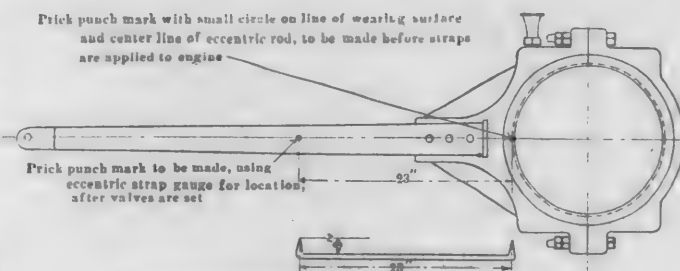 Prick punch mark with small circle on line of wearing surface
and center line of eccentric rod, to be made before straps
are applied to engine
Prick punch mark to be made, using
eccentric strap gauge for location,
after valves are set
23"
23"